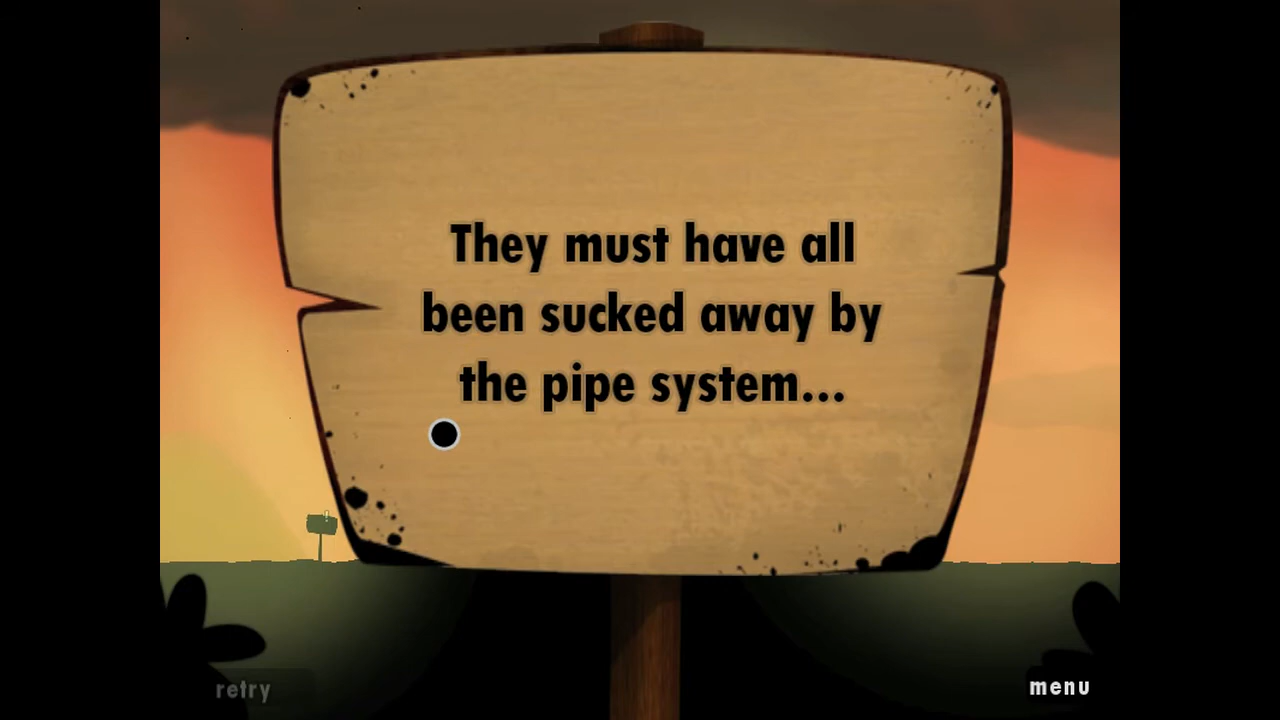 They must have all
been sucked away by
the pipe system...
retry
menu